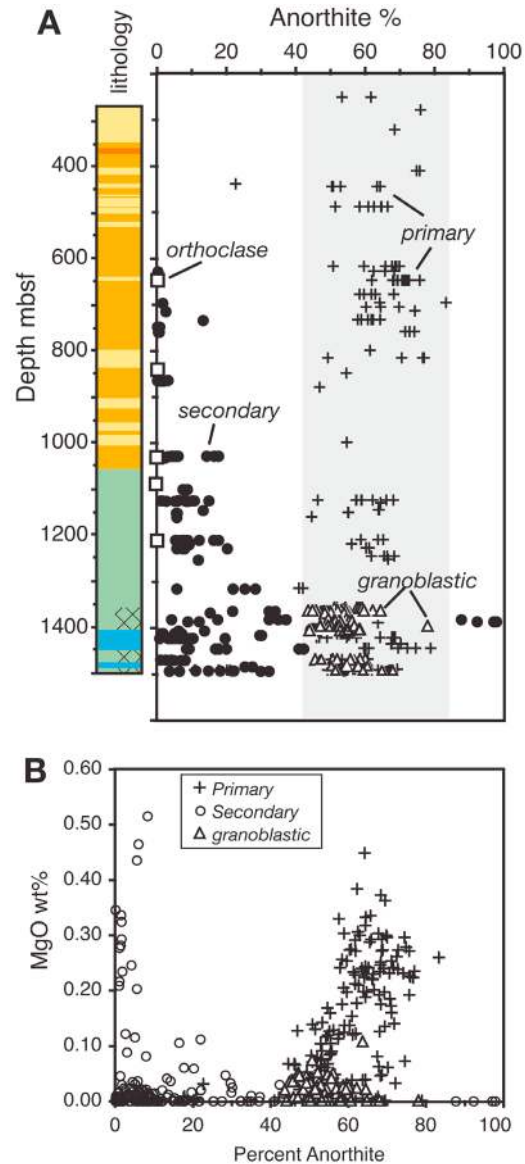 A
Anorthite %
lithology
0 20 40 60 80 100
Depth mbsf
400
primary
orthoclase
600
800
secondary
1000
1200
granoblastic
1400
B
0.60
Primary
Secondary
granoblastic
0.50
0.40
MgO wt%
0.30
0.20
0.10
0.00
0 20 40 60 80 100
Percent Anorthite